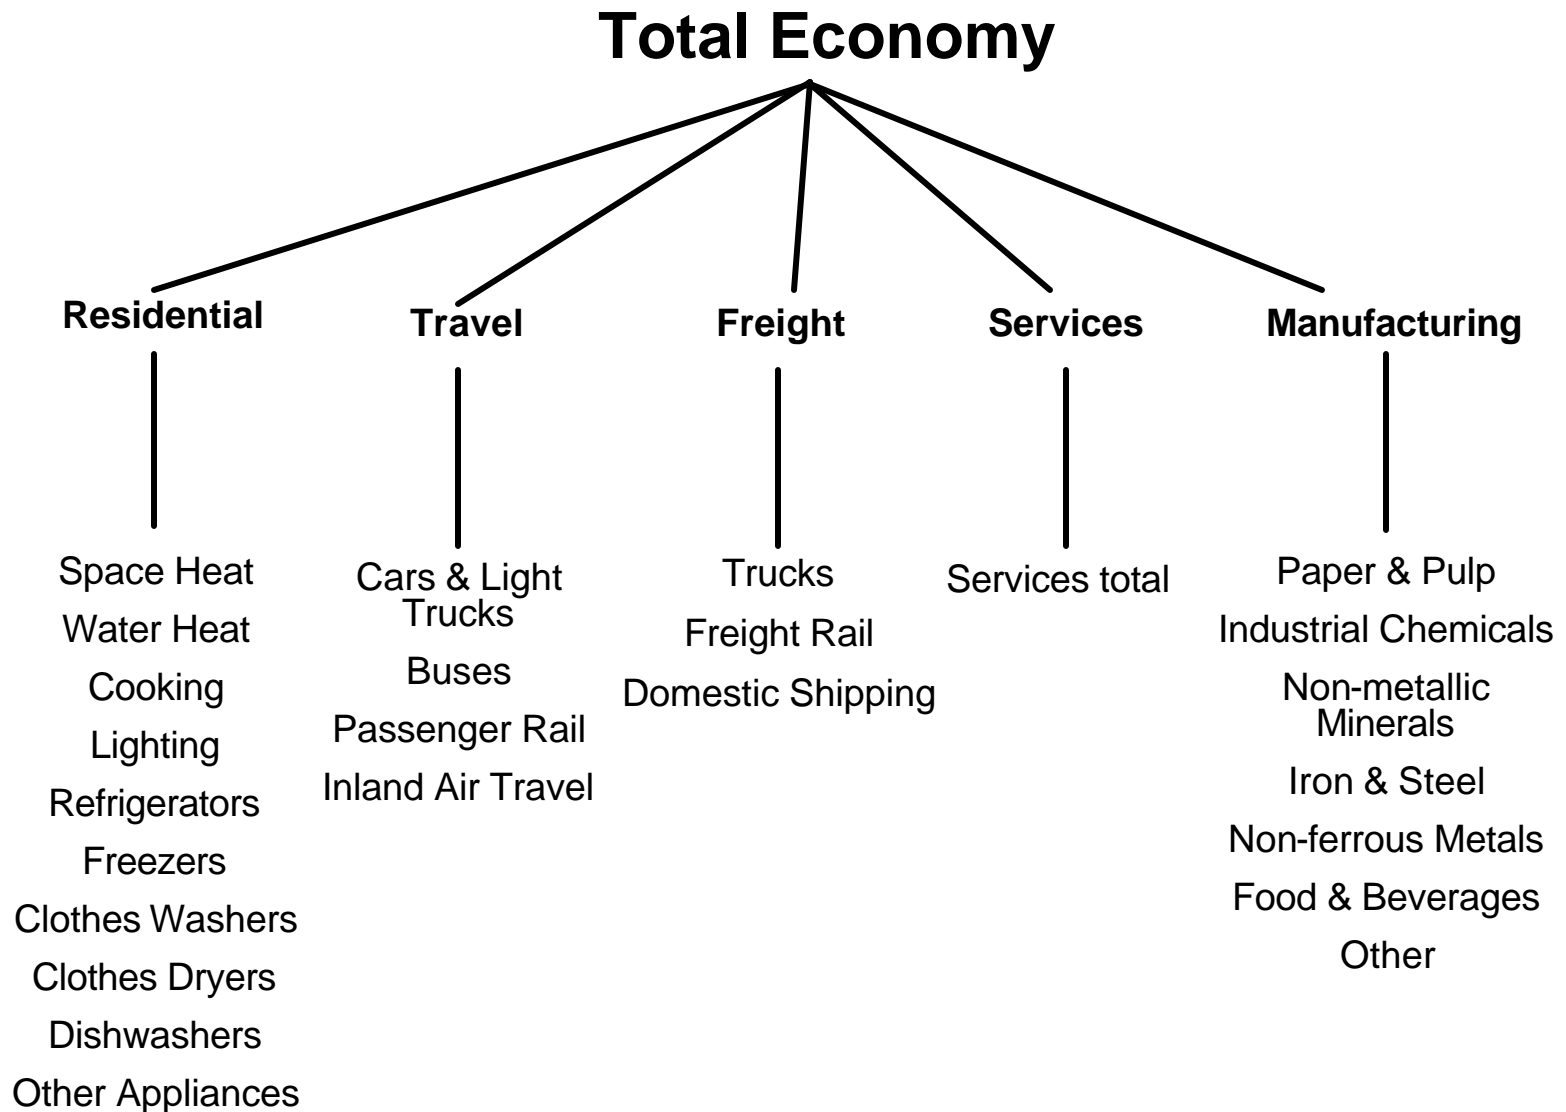 Total Economy
Residential
Travel
Freight
Services
Manufacturing
Space Heat
Water Heat
Cooking
Lighting
Refrigerators
Freezers
Clothes Washers
Clothes Dryers
Dishwashers
Other Appliances
Cars & Light
Trucks
Buses
Passenger Rail
Inland Air Travel
Trucks
Freight Rail
Domestic Shipping
Services total
Paper & Pulp
Industrial Chemicals
Non-metallic
Minerals
Iron & Steel
Non-ferrous Metals
Food & Beverages
Other